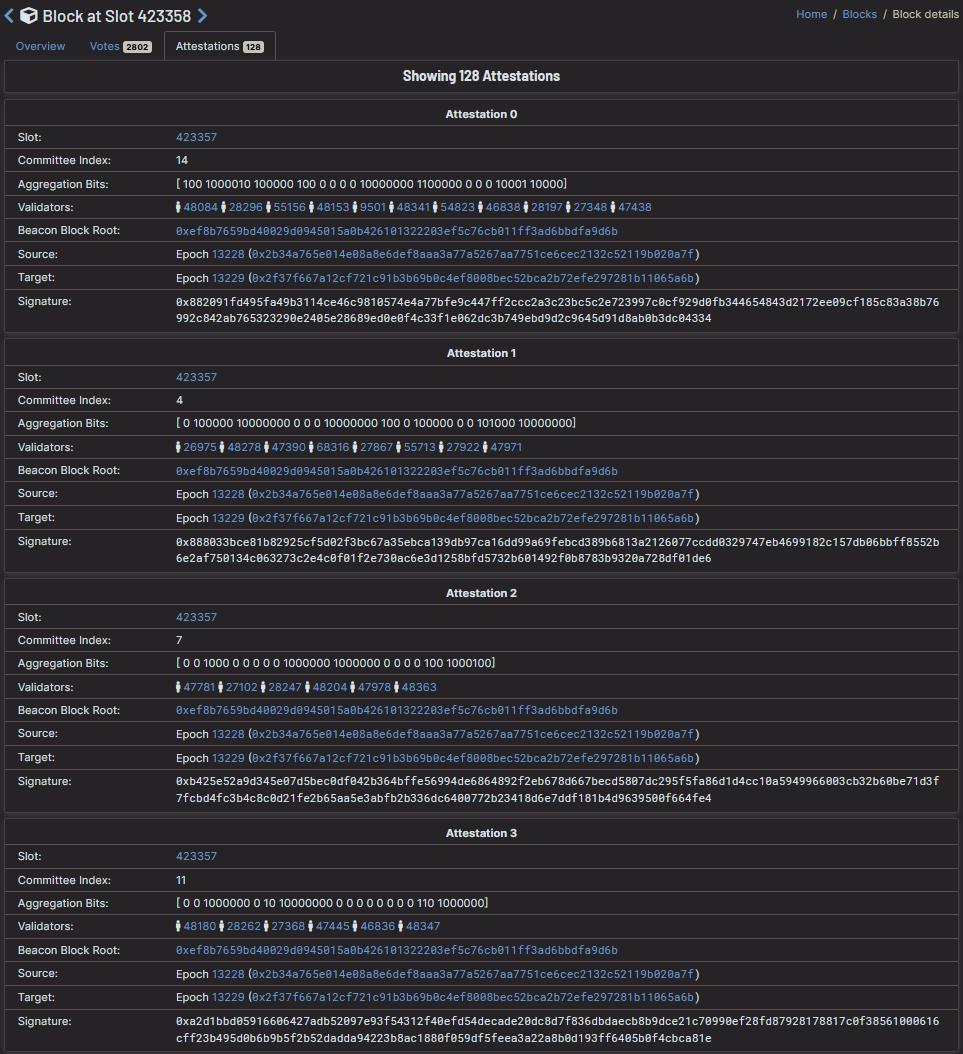 Block at Slot 423358
Home / Blocks / Block details
Overview Votes 2802 Attestations 128
Showing 128 Attestations
Attestation 0
Slot: 423357
Committee Index: 14
Aggregation Bits: [ 100 1000010 100000 100 0 0 0 0 10000000 1100000 0 0 0 10001 10000]
Validators: 48084 28296 55156 48153 9501 48341 54823 46838 28197 27348 47438
Beacon Block Root: 0xef8b7659bd40029d0945015a0b426101322203ef5c76cb011ff3ad6bbdfa9d6b
Source: Epoch 13228 (0x2b34a765e014e08a8e6def8aaa3a77a5267aa7751ce6cec2132c52119b020a7f)
Target: Epoch 13229 (0x2f37f667a12cf721c91b3b69b0c4ef8008bec52bca2b72efe297281b11065a6b)
Signature: 0x882091fd495fa49b3114ce46c9810574e4a77bfe9c447ff2ccc2a3c23bc5c2e723997c0cf929d0fb344654843d2172ee09cf185c83a38b76
992c842ab765323290e2405e28689ed0e0f4c33f1e062dc3b749ebd9d2c9645d91d8ab0b3dc04334
Attestation 1
Slot: 423357
Committee Index: 4
Aggregation Bits: [ 0 100000 10000000 0 0 0 10000000 100 0 100000 0 0 101000 10000000]
Validators: 26975 48278 47390 68316 27867 55713 27922 47971
Beacon Block Root: 0xef8b7659bd40029d0945015a0b426101322203ef5c76cb011ff3ad6bbdfa9d6b
Source: Epoch 13228 (0x2b34a765e014e08a8e6def8aaa3a77a5267aa7751ce6cec2132c52119b020a7f)
Target: Epoch 13229 (0x2f37f667a12cf721c91b3b69b0c4ef8008bec52bca2b72efe297281b11065a6b)
Signature: 0x888033bce81b82925cf5d02f3bc67a35ebca139db97ca16dd99a69febcd389b6813a2126077ccdd0329747eb4699182c157db06bbff8552b
6e2af750134c063273c2e4c0f01f2e730ac6e3d1258bfd5732b601492f0b8783b9320a728df01de6
Attestation 2
Slot: 423357
Committee Index: 7
Aggregation Bits: [ 0 0 1000 0 0 0 0 0 1000000 1000000 0 0 0 0 100 1000100]
Validators: 47781 27102 28247 48204 47978 48363
Beacon Block Root: 0xef8b7659bd40029d0945015a0b426101322203ef5c76cb011ff3ad6bbdfa9d6b
Source: Epoch 13228 (0x2b34a765e014e08a8e6def8aaa3a77a5267aa7751ce6cec2132c52119b020a7f)
Target: Epoch 13229 (0x2f37f667a12cf721c91b3b69b0c4ef8008bec52bca2b72efe297281b11065a6b)
Signature: 0xb425e52a9d345e07d5bec0df042b364bffe56994de6864892f2eb678d667becd5807dc295f5fa86d1d4cc10a5949966003cb32b60be71d3f
7fcbd4fc3b4c8c0d21fe2b65aa5e3abfb2b336dc6400772b23418d6e7ddf181b4d9639500f664fe4
Attestation 3
Slot: 423357
Committee Index: 11
Aggregation Bits: [ 0 0 1000000 0 10 10000000 0 0 0 0 0 0 0 0 110 1000000]
Validators: 48180 28262 27368 47445 46836 48347
Beacon Block Root: 0xef8b7659bd40029d0945015a0b426101322203ef5c76cb011ff3ad6bbdfa9d6b
Source: Epoch 13228 (0x2b34a765e014e08a8e6def8aaa3a77a5267aa7751ce6cec2132c52119b020a7f)
Target: Epoch 13229 (0x2f37f667a12cf721c91b3b69b0c4ef8008bec52bca2b72efe297281b11065a6b)
Signature: 0xa2d1bbd05916606427adb52097e93f54312f40efd54decade20dc8d7f836dbdaecb8b9dce21c70990ef28fd87928178817c0f38561000616
cff23b495d0b6b9b5f2b52dadda94223b8ac1880f059df5feea3a22a8b0d193ff6405b0f4cbca81e